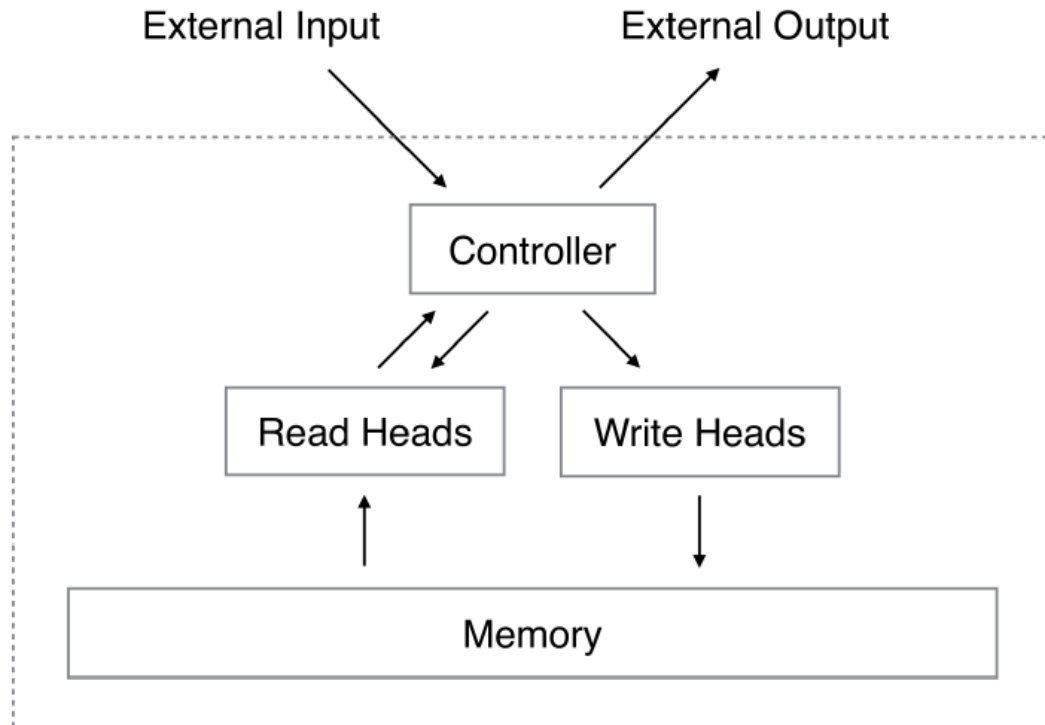 External Input
External Output
Controller
Read Heads
Write Heads
Memory